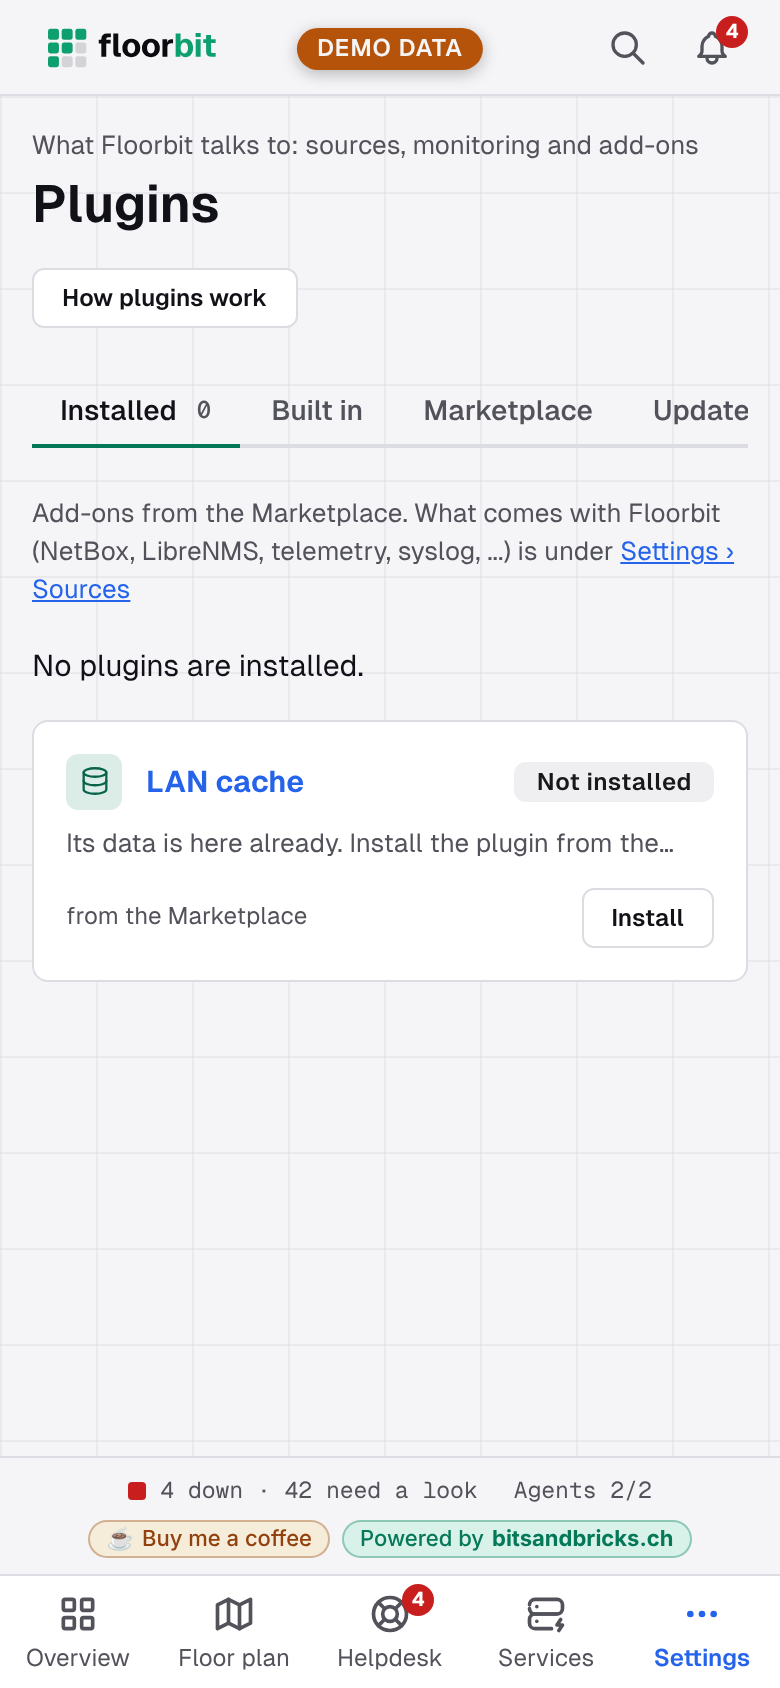 floorbit
DEMO DATA
4
What Floorbit talks to: sources, monitoring and add-ons
Plugins
How plugins work
Installed 0 Built in Marketplace Update
Add-ons from the Marketplace. What comes with Floorbit
(NetBox, LibreNMS, telemetry, syslog, …) is under Settings ›
Sources
No plugins are installed.
LAN cache
Not installed
Its data is here already. Install the plugin from the…
from the Marketplace
Install
4 down · 42 need a look Agents 2/2
☕ Buy me a coffee
Powered by bitsandbricks.ch
4
Overview Floor plan Helpdesk Services Settings